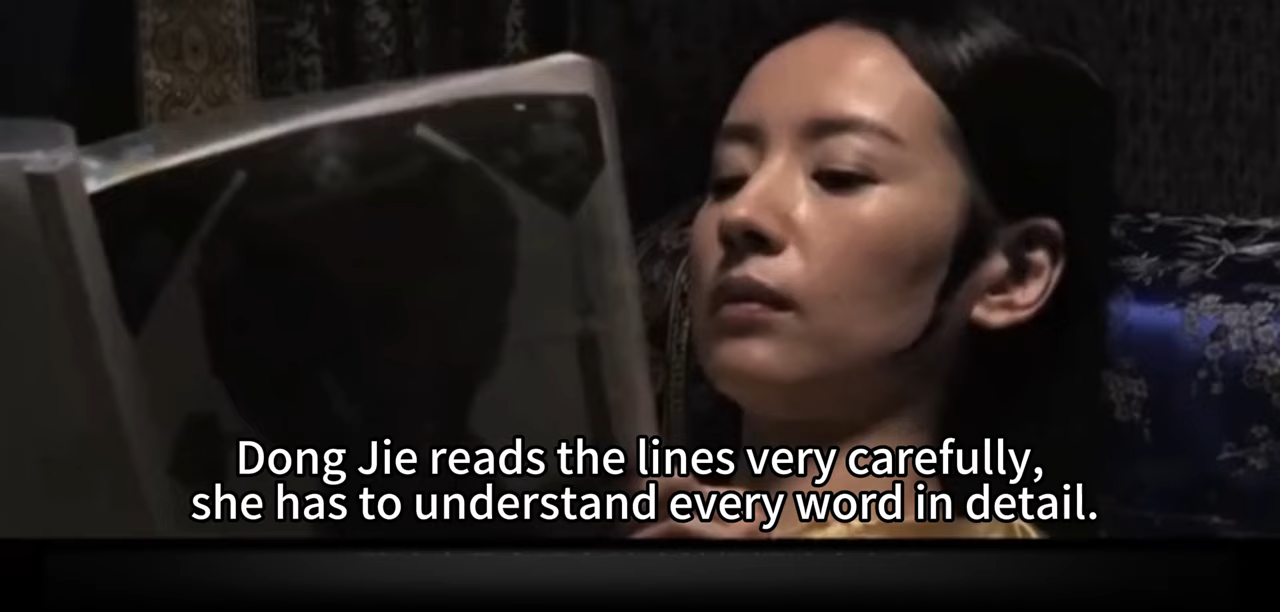 Dong Jie reads the lines very carefully,
she has to understand every word in detail.